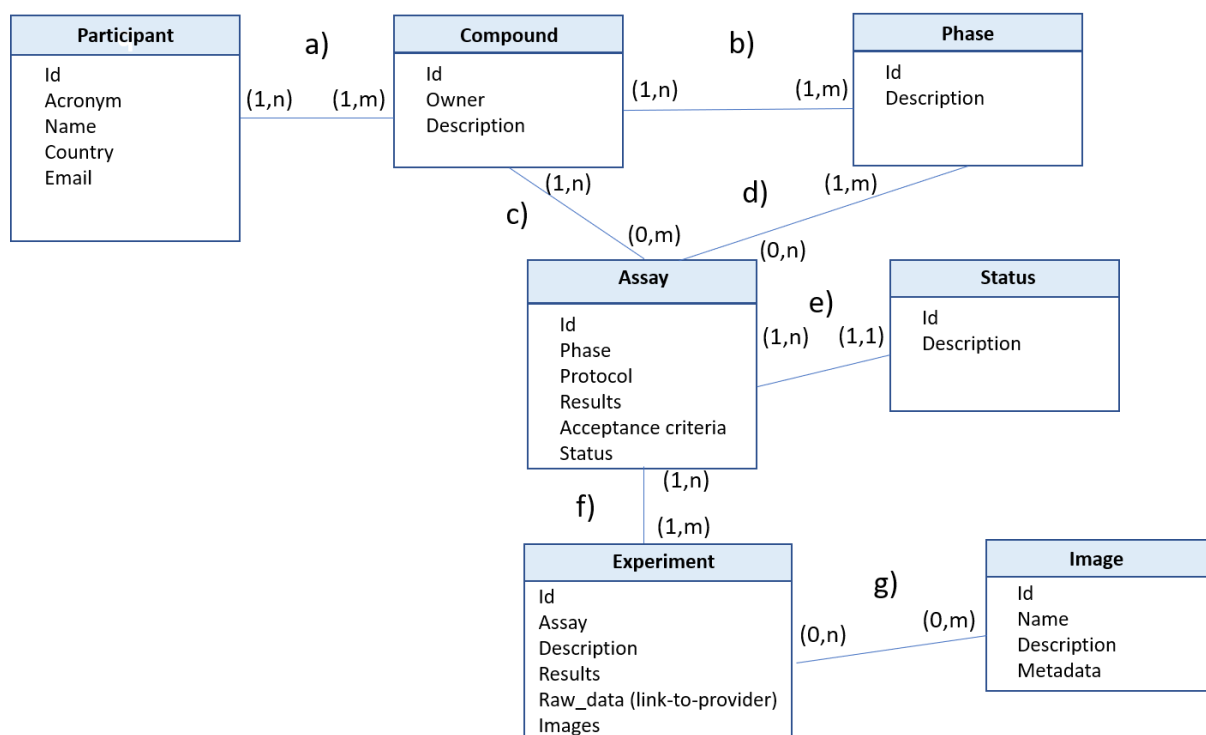 Participant
Id
Acronym
Name
Country
Email
a)
(1,n)
(1,m)
Compound
Id
Owner
Description
b)
(1,n)
(1,m)
Phase
Id
Description
(1,n)
c)
(0,m)
d)
(1,m)
(0,n)
Assay
Id
Phase
Protocol
Results
Acceptance criteria
Status
e)
(1,n)
(1,1)
Status
Id
Description
(1,n)
f)
(1,m)
Experiment
Id
Assay
Description
Results
Raw_data (link-to-provider)
Images
g)
(0,n)
(0,m)
Image
Id
Name
Description
Metadata